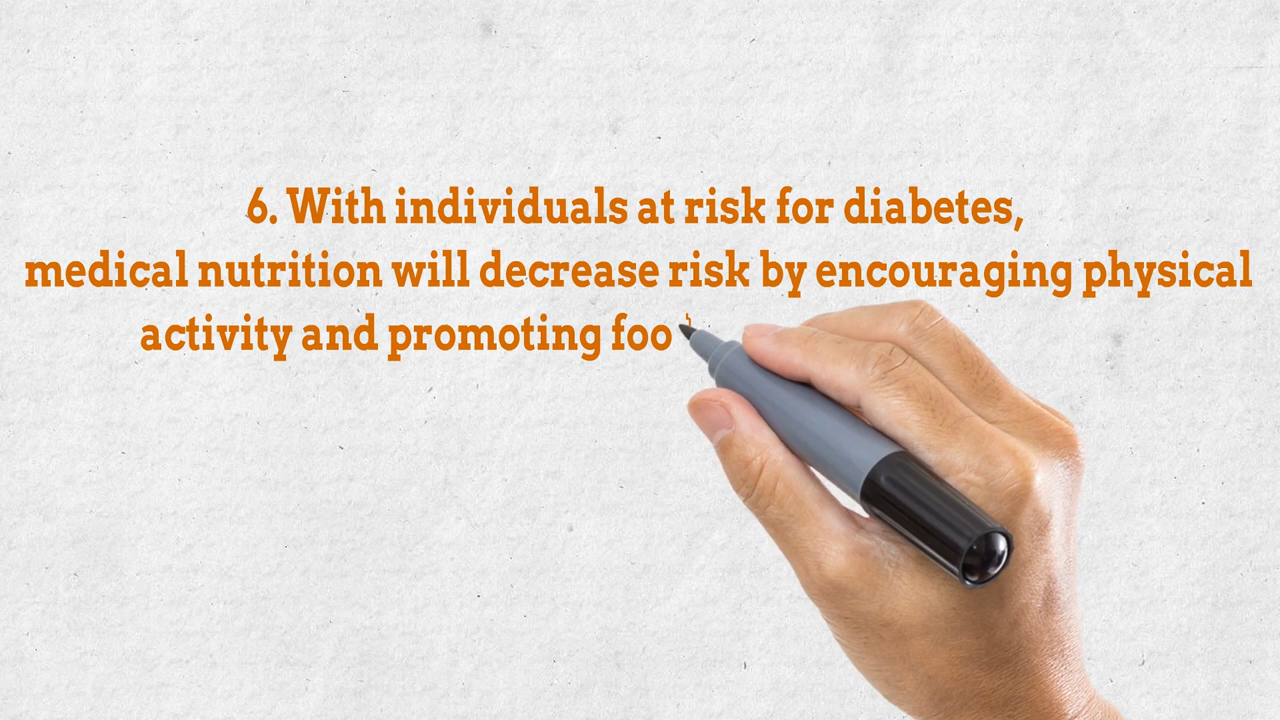 6. With individuals at risk for diabetes,
medical nutrition will decrease risk by encouraging physical
activity and promoting foo